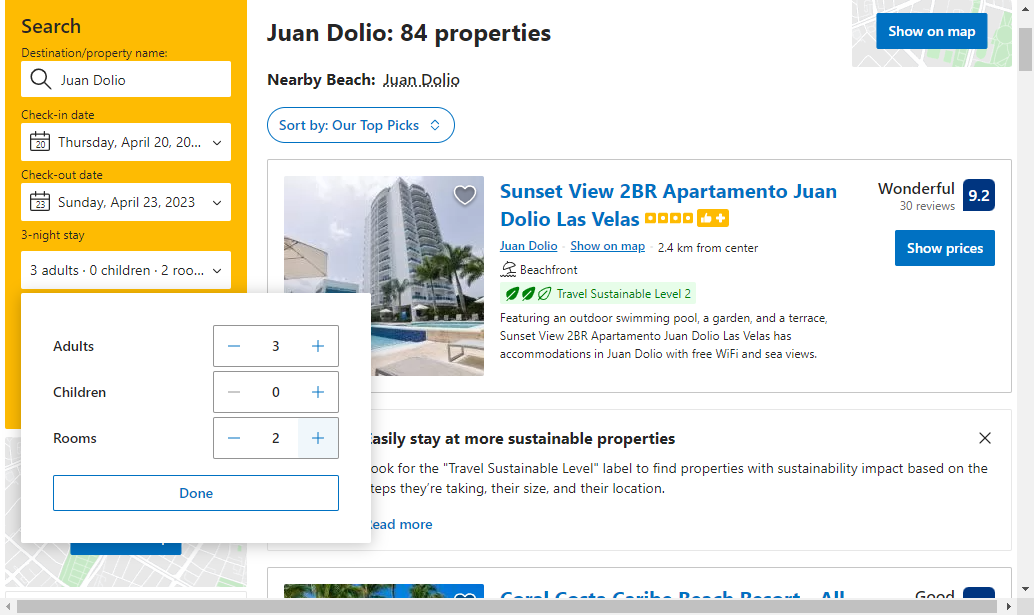 Search
Destination/property name:
Juan Dolio
Check-in date
20
Thursday, April 20, 20...
Check-out date
23
Sunday, April 23, 2023
3-night stay
3 adults · 0 children · 2 roo...
Adults
3
Children
0
Rooms
2
Done
Juan Dolio: 84 properties
Show on map
Nearby Beach: Juan Dolio
Sort by: Our Top Picks
Sunset View 2BR Apartamento Juan
Dolio Las Velas
Wonderful
30 reviews
9.2
Juan Dolio · Show on map · 2.4 km from center
Show prices
Beachfront
Travel Sustainable Level 2
Featuring an outdoor swimming pool, a garden, and a terrace,
Sunset View 2BR Apartamento Juan Dolio Las Velas has
accommodations in Juan Dolio with free WiFi and sea views.
Easily stay at more sustainable properties
ook for the "Travel Sustainable Level" label to find properties with sustainability impact based on the
teps they're taking, their size, and their location.
ead more
Coral Costa Caribe Beach Resort - All
Good